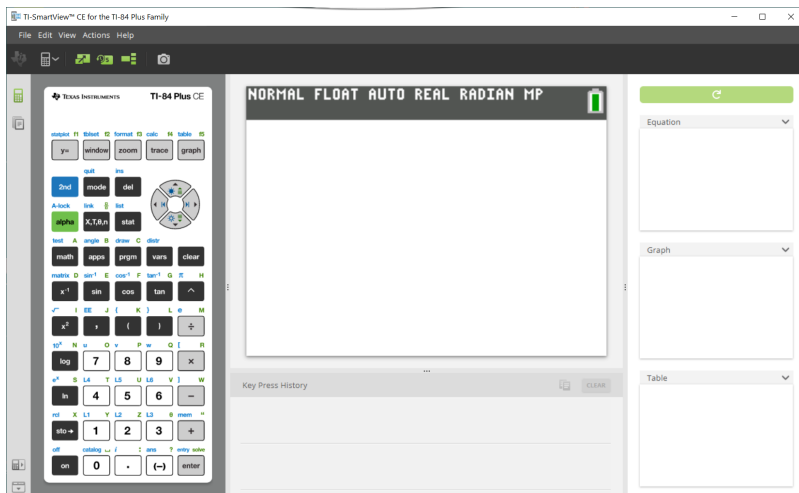 TI-SmartView™ CE for the TI-84 Plus Family
File Edit View Actions Help
TEXAS INSTRUMENTS TI-84 Plus CE
statplot f1 tblset f2 format f3 calc f4 table f5
y= window zoom trace graph
quit ins
2nd mode del
A-lock link list
alpha X,T,θ,n stat
test A angle B draw C distr
math apps prgm vars clear
matrix D sin⁻¹ E cos⁻¹ F tan⁻¹ G π H
x⁻¹ sin cos tan ^
√ I EE J { K } L e M
x² , ( ) ÷
10ˣ N u O v P w Q [ R
log 7 8 9 ×
eˣ S L4 T L5 U L6 V ] W
ln 4 5 6 −
rcl X L1 Y L2 Z L3 θ mem "
sto→ 1 2 3 +
off catalog i : ans ? entry solve
on 0 . (−) enter
NORMAL FLOAT AUTO REAL RADIAN MP
Key Press History CLEAR
Equation
Graph
Table